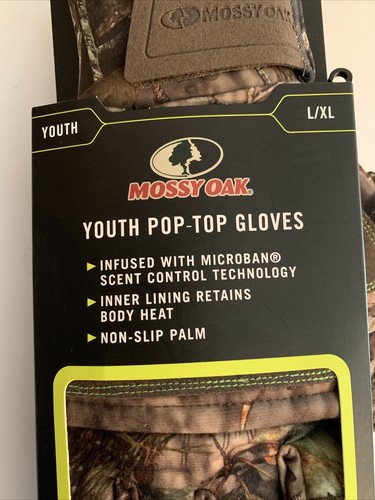 MOSSY OAK
YOUTH
L/XL
MOSSY OAK.
YOUTH POP-TOP GLOVES
INFUSED WITH MICROBAN®
SCENT CONTROL TECHNOLOGY
INNER LINING RETAINS
BODY HEAT
NON-SLIP PALM